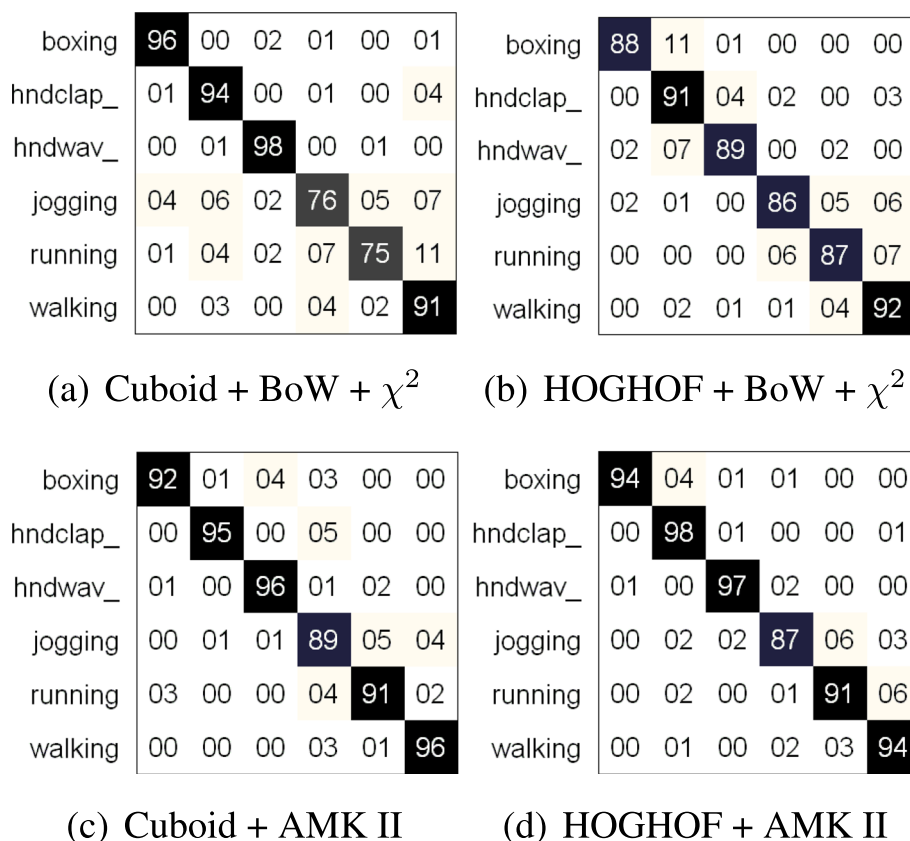 boxing 96 00 02 01 00 01
hndclap_ 01 94 00 01 00 04
hndwav_ 00 01 98 00 01 00
jogging 04 06 02 76 05 07
running 01 04 02 07 75 11
walking 00 03 00 04 02 91
(a) Cuboid + BoW + χ²
boxing 88 11 01 00 00 00
hndclap_ 00 91 04 02 00 03
hndwav_ 02 07 89 00 02 00
jogging 02 01 00 86 05 06
running 00 00 00 06 87 07
walking 00 02 01 01 04 92
(b) HOGHOF + BoW + χ²
boxing 92 01 04 03 00 00
hndclap_ 00 95 00 05 00 00
hndwav_ 01 00 96 01 02 00
jogging 00 01 01 89 05 04
running 03 00 00 04 91 02
walking 00 00 00 03 01 96
(c) Cuboid + AMK II
boxing 94 04 01 01 00 00
hndclap_ 00 98 01 00 00 01
hndwav_ 01 00 97 02 00 00
jogging 00 02 02 87 06 03
running 00 02 00 01 91 06
walking 00 01 00 02 03 94
(d) HOGHOF + AMK II